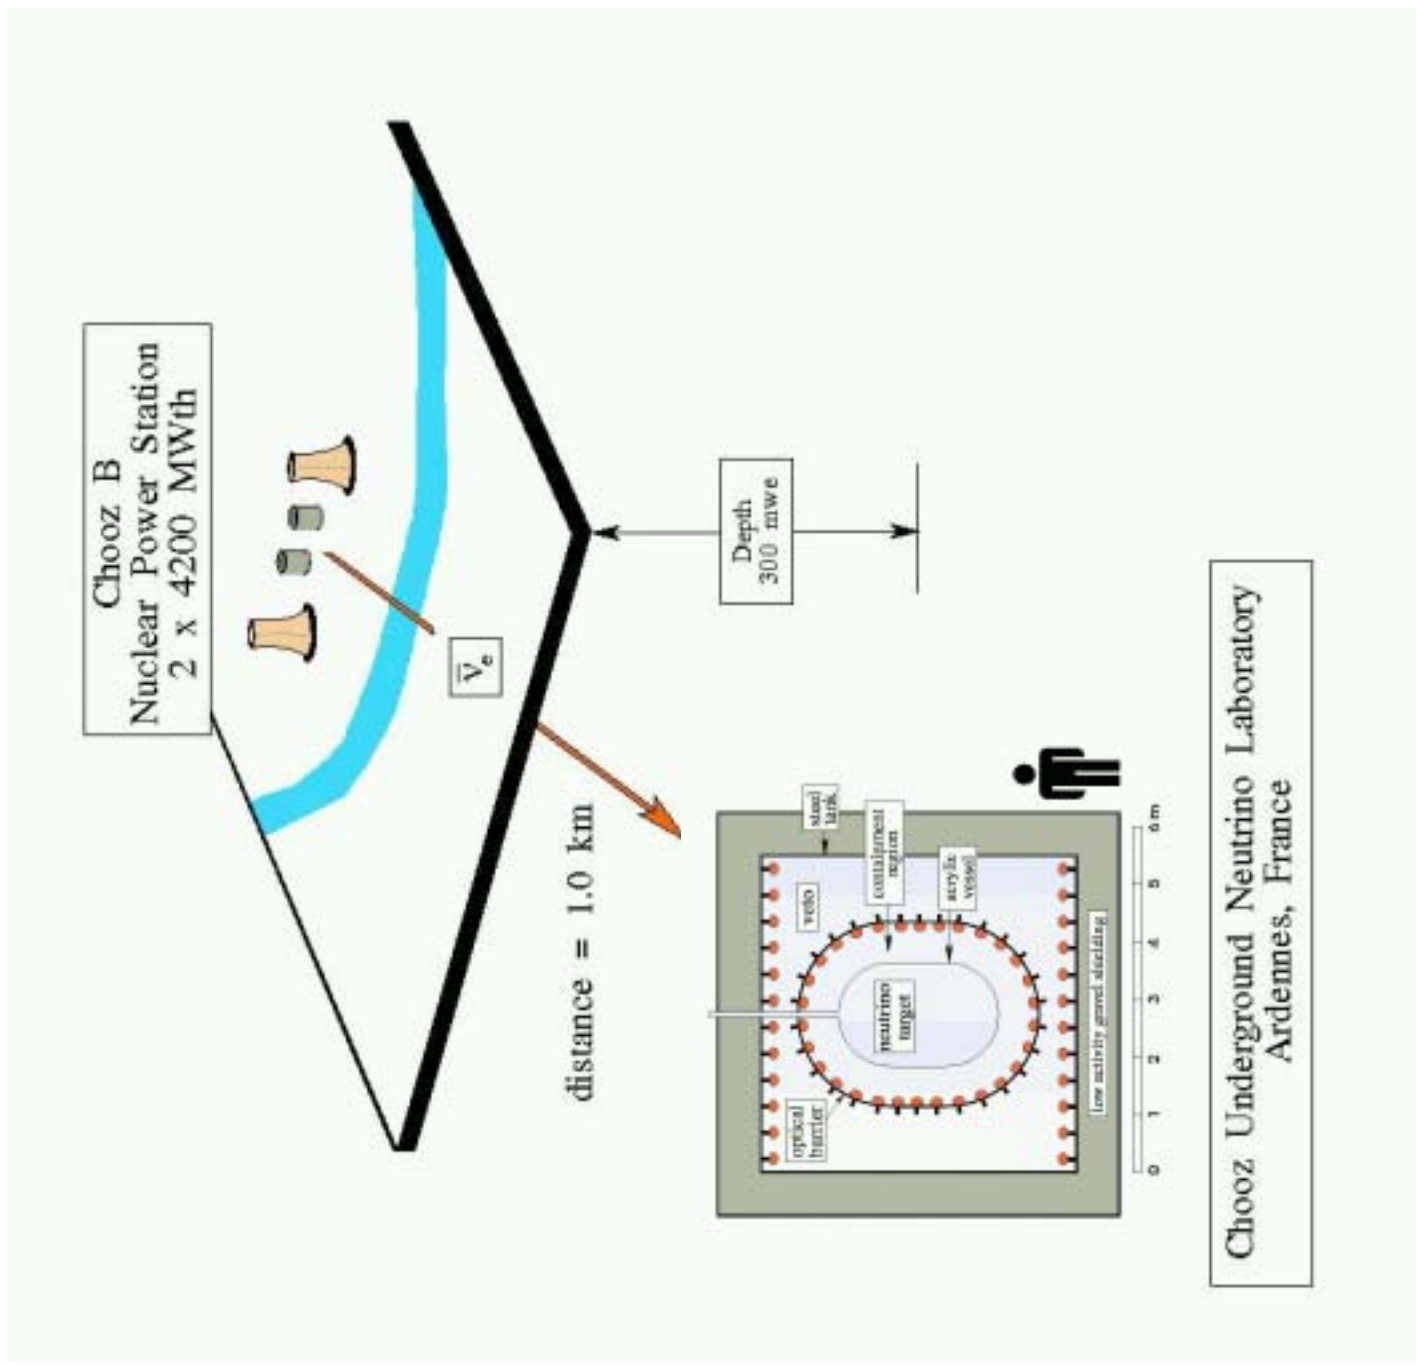 Chooz B
Nuclear Power Station
2 x 4200 MWth
ν̅e
distance = 1.0 km
Depth
300 mwe
steel
tank
veto
containment
region
acrylic
vessel
neutrino
target
optical
barrier
low activity gravel shielding
0 1 2 3 4 5 6m
Chooz Underground Neutrino Laboratory
Ardennes, France